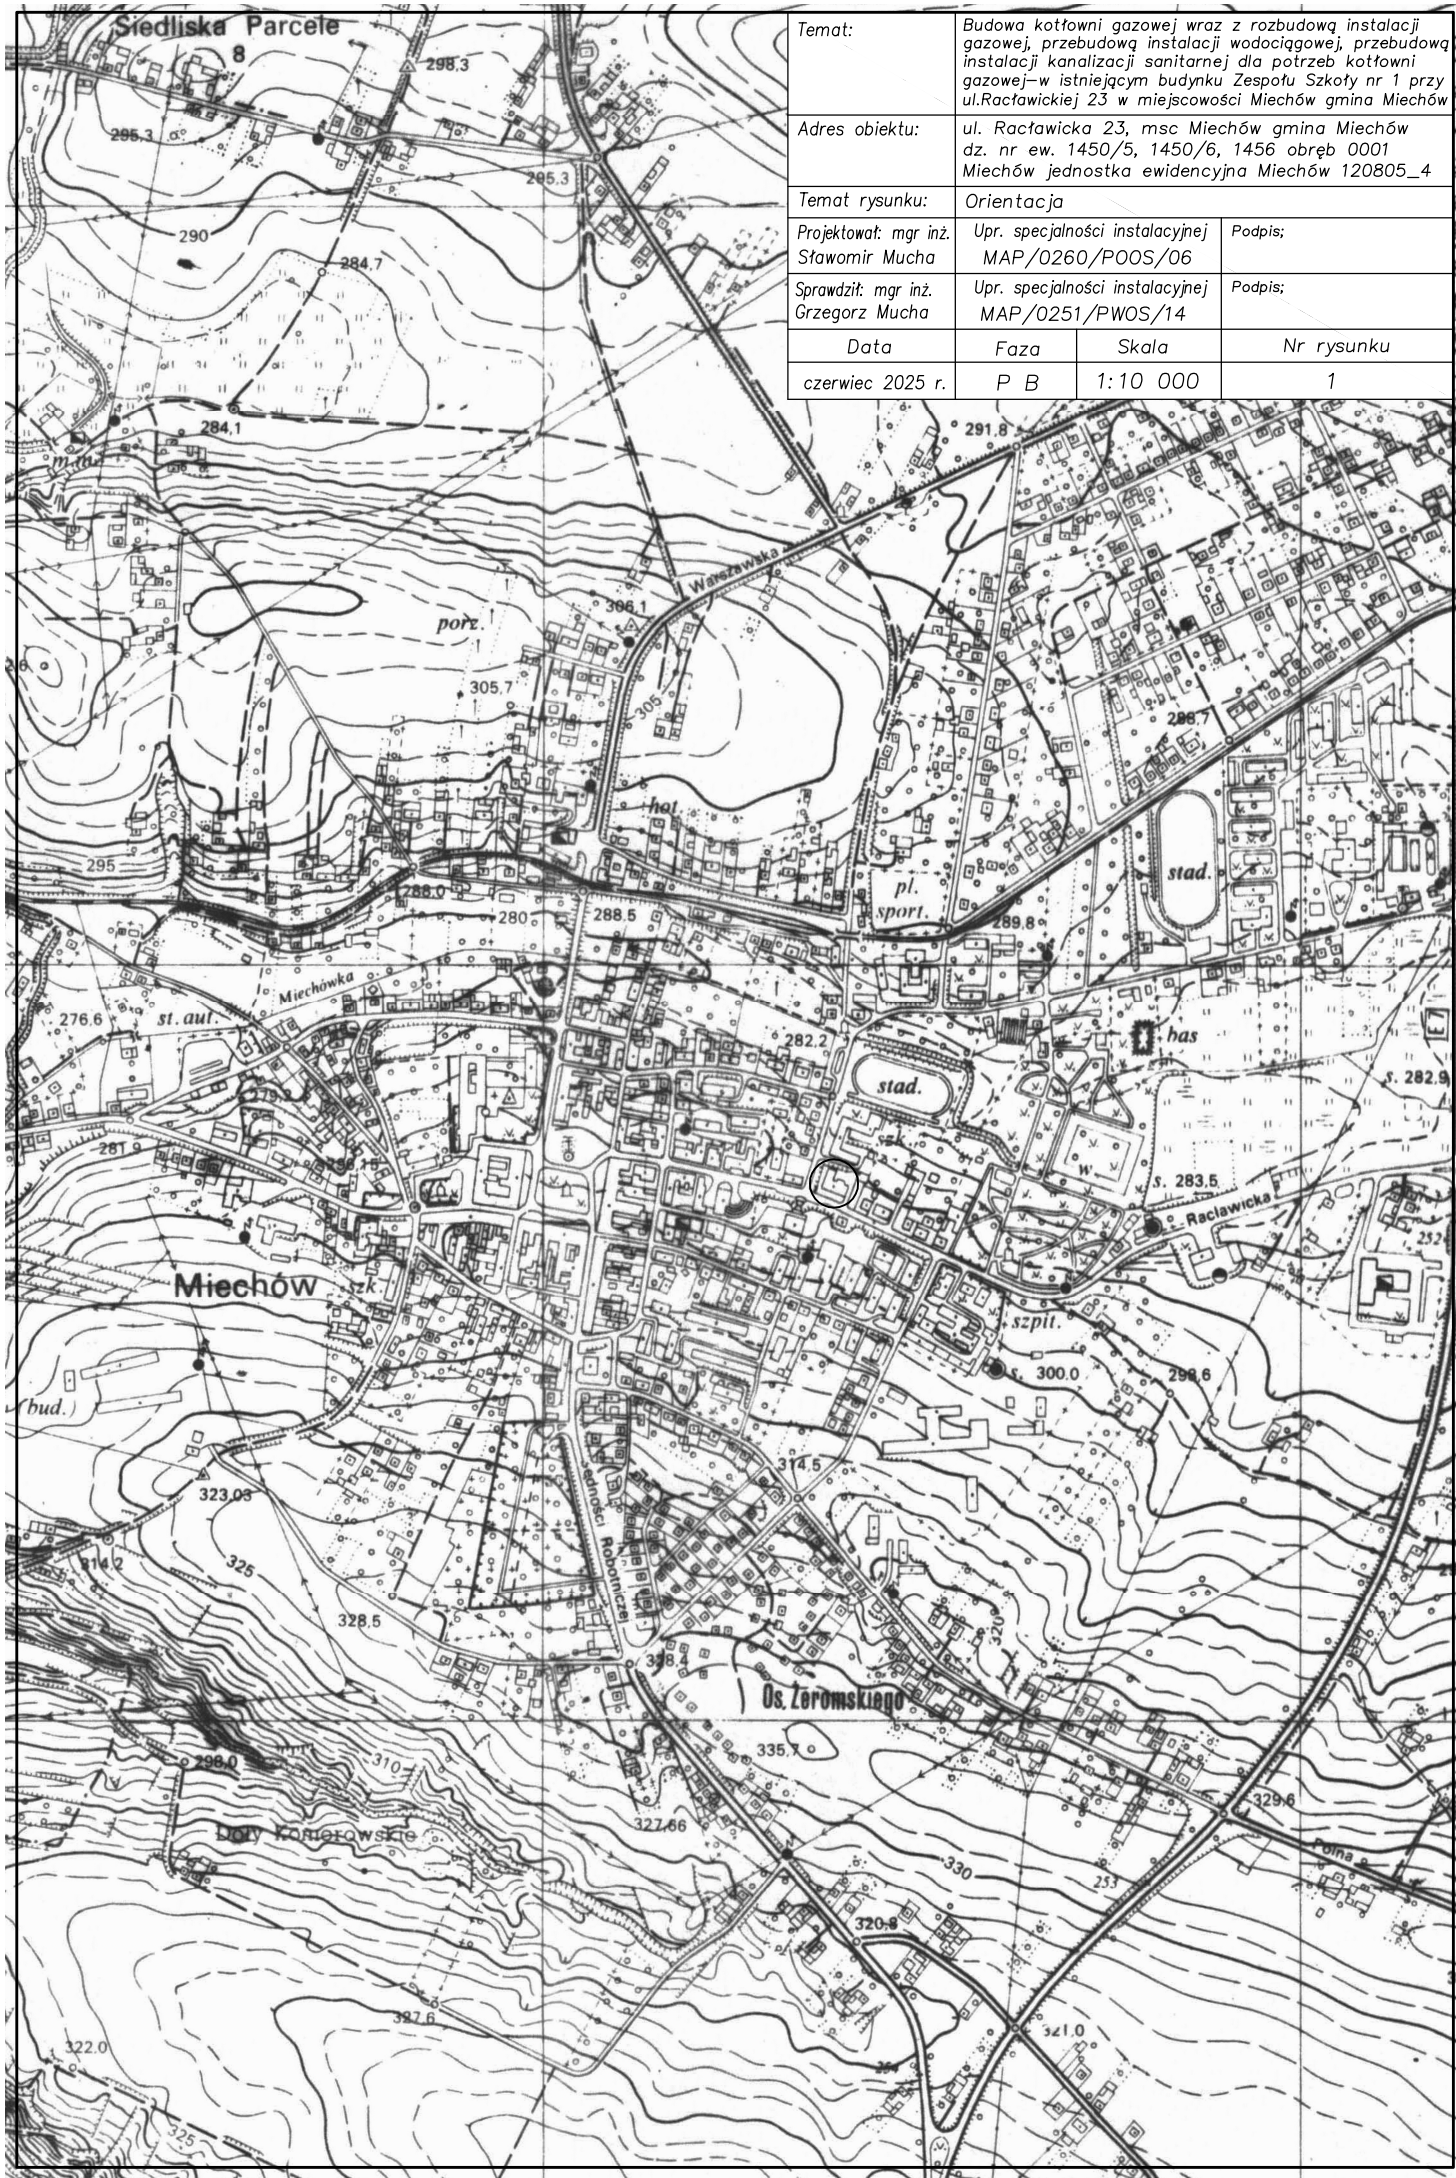 Temat:
Budowa kotłowni gazowej wraz z rozbudową instalacji
gazowej, przebudową instalacji wodociągowej, przebudową
instalacji kanalizacji sanitarnej dla potrzeb kotłowni
gazowej–w istniejącym budynku Zespołu Szkoły nr 1 przy
ul.Racławickiej 23 w miejscowości Miechów gmina Miechów
Adres obiektu:
ul. Racławicka 23, msc Miechów gmina Miechów
dz. nr ew. 1450/5, 1450/6, 1456 obręb 0001
Miechów jednostka ewidencyjna Miechów 120805_4
Temat rysunku:
Orientacja
Projektował: mgr inż.
Sławomir Mucha
Upr. specjalności instalacyjnej
MAP/0260/POOS/06
Podpis;
Sprawdził: mgr inż.
Grzegorz Mucha
Upr. specjalności instalacyjnej
MAP/0251/PWOS/14
Podpis;
Data
Faza
Skala
Nr rysunku
czerwiec 2025 r.
P B
1:10 000
1
Siedliska Parcele
8
298.3
295.3
295.3
290
284.7
284.1
m.m.
291.8
Warszawska
306.1
porz.
305.7
305
288.7
hot.
295
288.0
280
288.5
pl.
sport.
stad.
289.8
Miechówka
276.6
st. aut.
282.2
bas
E7
stad.
s. 282.9
szk.
281.9
w
s. 283.5
Racławicka
252
Miechów
szk.
szpit.
s. 300.0
298.6
(bud.)
314.5
323.03
Jedności Robotniczej
314.2
325
328.5
320
328.4
Os. Żeromskiego
335.7
298.0
310
329.6
327.66
Doły Komorowskie
Polna
330
253
320.8
327.6
321.0
322.0
254
325